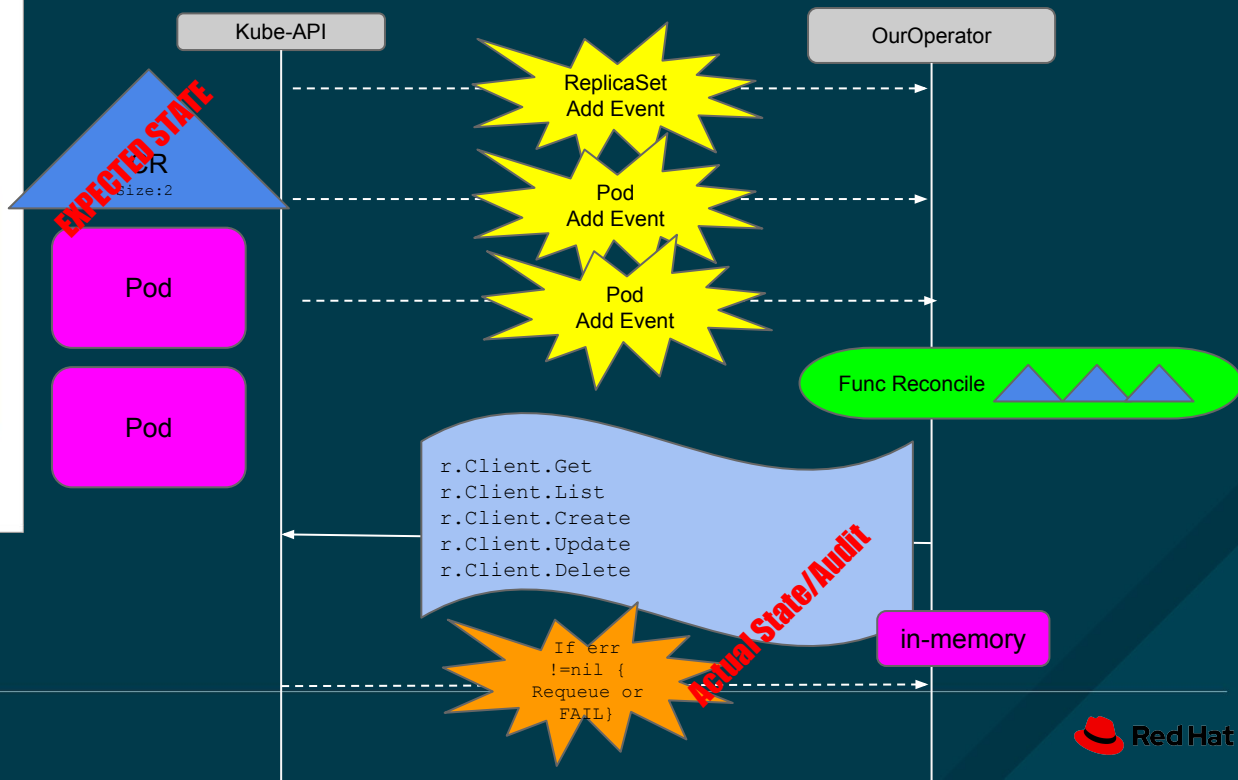 Kube-API
OurOperator
ReplicaSet
Add Event
EXPECTED STATE
CR
Size:2
Pod
Add Event
Pod
Pod
Add Event
Func Reconcile
Pod
r.Client.Get
r.Client.List
r.Client.Create
r.Client.Update
r.Client.Delete
Actual State/Audit
in-memory
If err
!=nil {
Requeue or
FAIL}
Red Hat